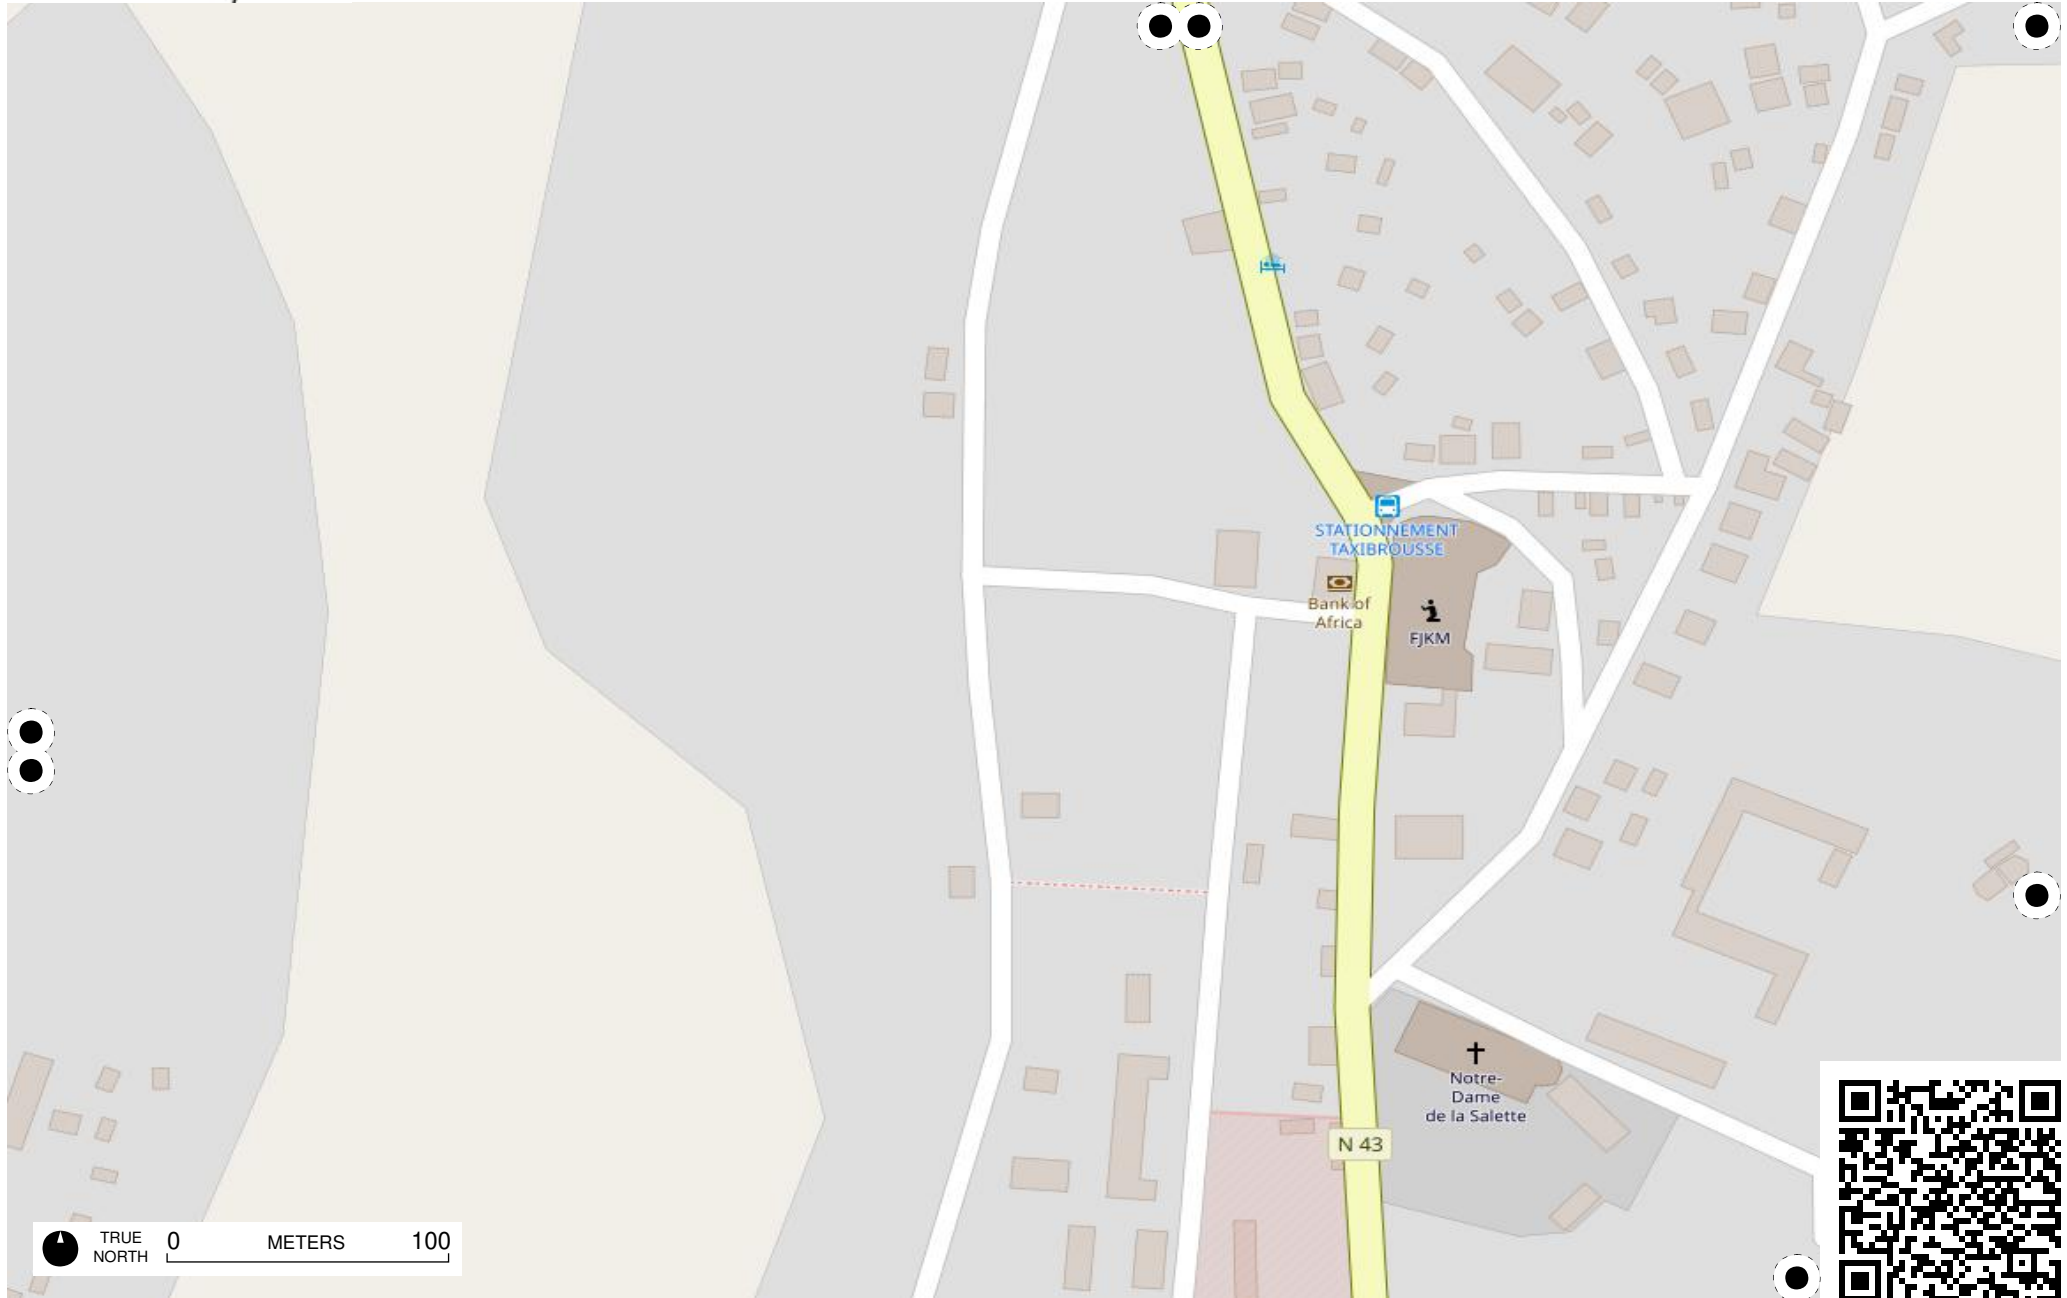 STATIONNEMENT
TAXIBROUSSE
Bank of
Africa
FJKM
Notre-
Dame
de la Salette
N 43
TRUE
NORTH
0 METERS 100